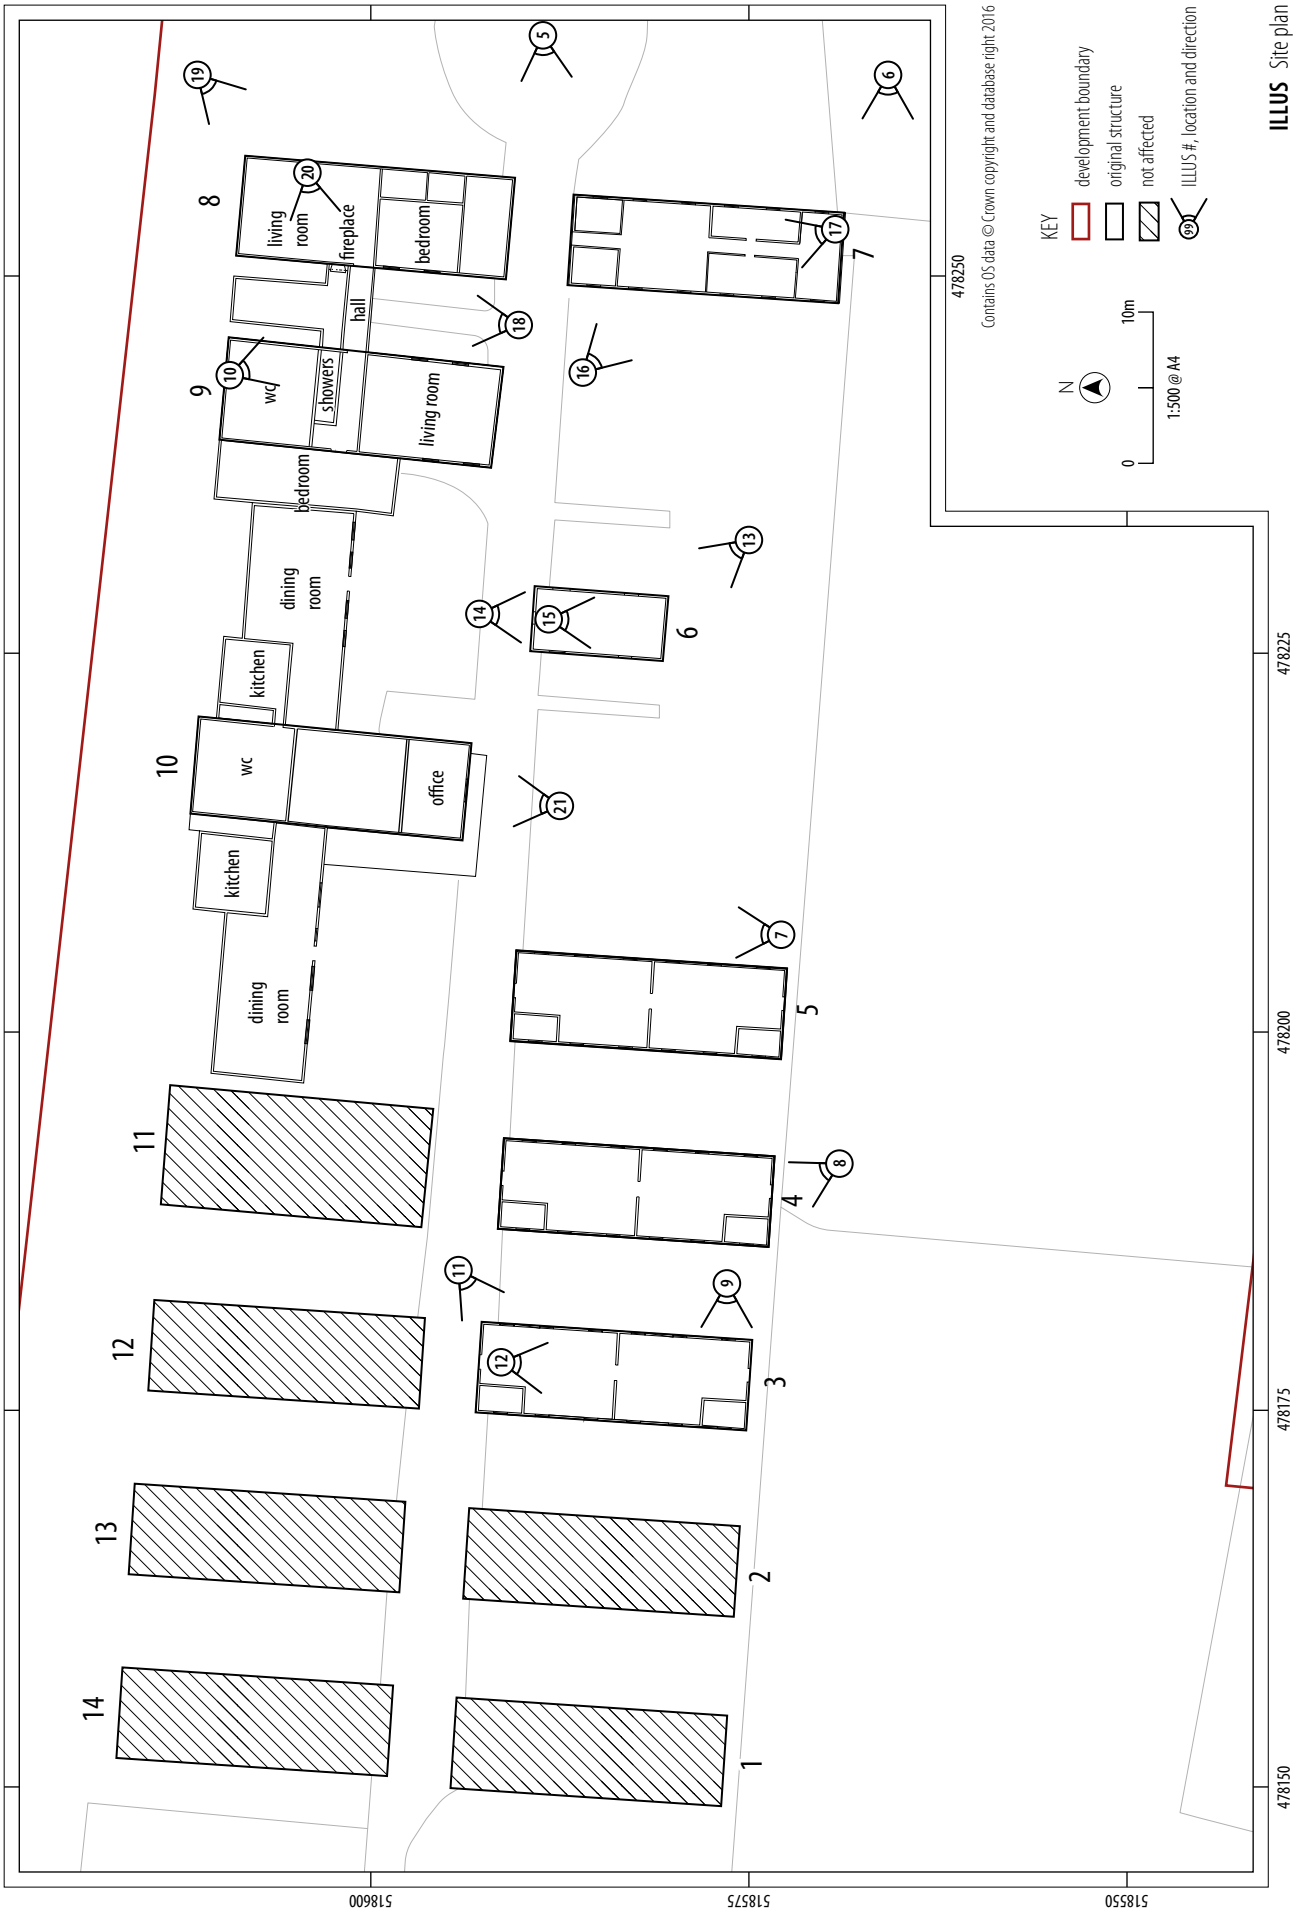 19
5
6
8
living
room
20
fireplace
bedroom
hall
18
17
7
16
9
10
wc
showers
living room
bedroom
dining
room
kitchen
13
14
15
6
10
wc
office
21
kitchen
dining
room
7
5
11
8
4
12
11
9
12
3
13
2
14
1
518600
518575
518550
478150
478175
478200
478225
478250
Contains OS data © Crown copyright and database right 2016
KEY
development boundary
original structure
not affected
99
ILLUS #, location and direction
N
0
10m
1:500 @ A4
ILLUS Site plan